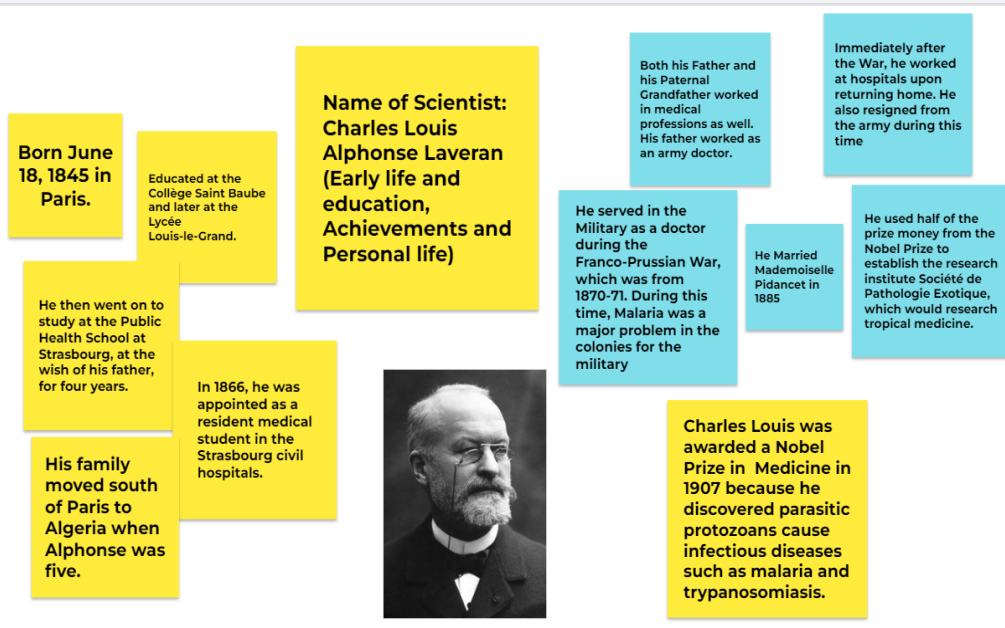 Name of Scientist:
Charles Louis
Alphonse Laveran
(Early life and
education,
Achievements and
Personal life)
Born June
18, 1845 in
Paris.
Educated at the
Collège Saint Baube
and later at the
Lycée
Louis-le-Grand.
He then went on to
study at the Public
Health School at
Strasbourg, at the
wish of his father,
for four years.
In 1866, he was
appointed as a
resident medical
student in the
Strasbourg civil
hospitals.
His family
moved south
of Paris to
Algeria when
Alphonse was
five.
Both his Father and
his Paternal
Grandfather worked
in medical
professions as well.
His father worked as
an army doctor.
Immediately after
the War, he worked
at hospitals upon
returning home. He
also resigned from
the army during this
time
He served in the
Military as a doctor
during the
Franco-Prussian War,
which was from
1870-71. During this
time, Malaria was a
major problem in the
colonies for the
military
He Married
Mademoiselle
Pidancet in
1885
He used half of the
prize money from the
Nobel Prize to
establish the research
institute Société de
Pathologie Exotique,
which would research
tropical medicine.
Charles Louis was
awarded a Nobel
Prize in Medicine in
1907 because he
discovered parasitic
protozoans cause
infectious diseases
such as malaria and
trypanosomiasis.